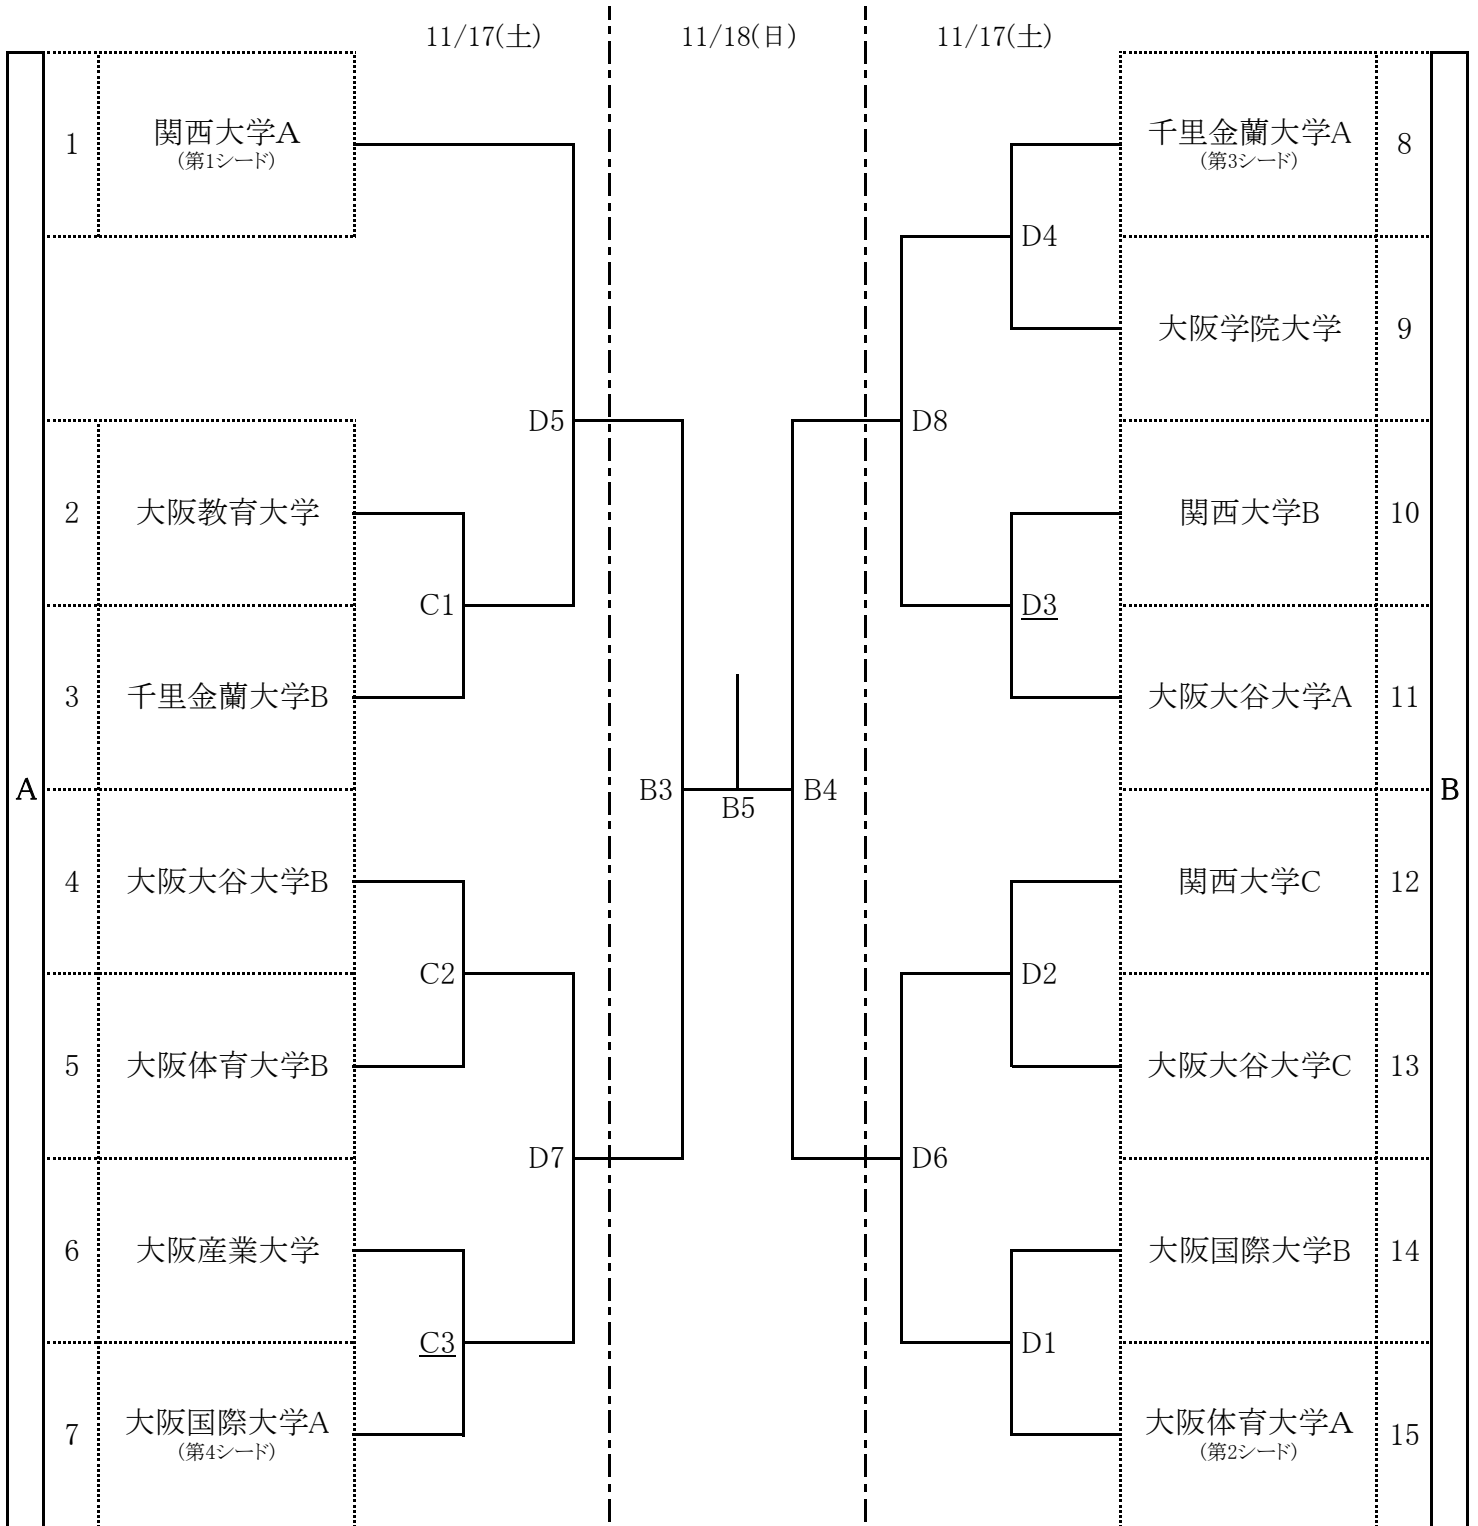 11/17(土)
11/18(日)
11/17(土)
A
1
関西大学A
(第1シード)
2
大阪教育大学
3
千里金蘭大学B
4
大阪大谷大学B
5
大阪体育大学B
6
大阪産業大学
7
大阪国際大学A
(第4シード)
C1
C2
C3
D5
D7
B3
B5
B4
D8
D6
D4
D3
D2
D1
千里金蘭大学A
(第3シード)
8
大阪学院大学
9
関西大学B
10
大阪大谷大学A
11
関西大学C
12
大阪大谷大学C
13
大阪国際大学B
14
大阪体育大学A
(第2シード)
15
B